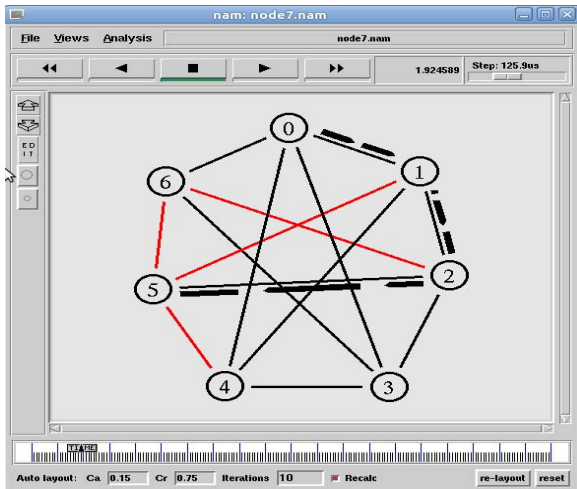 nam: node7.nam
File Views Analysis node7.nam
1.924589 Step: 125.9us
ED
IT
0
1
6
2
5
4
3
TIAME
Auto layout: Ca 0.15 Cr 0.75 Iterations 10 Recalc re-layout reset